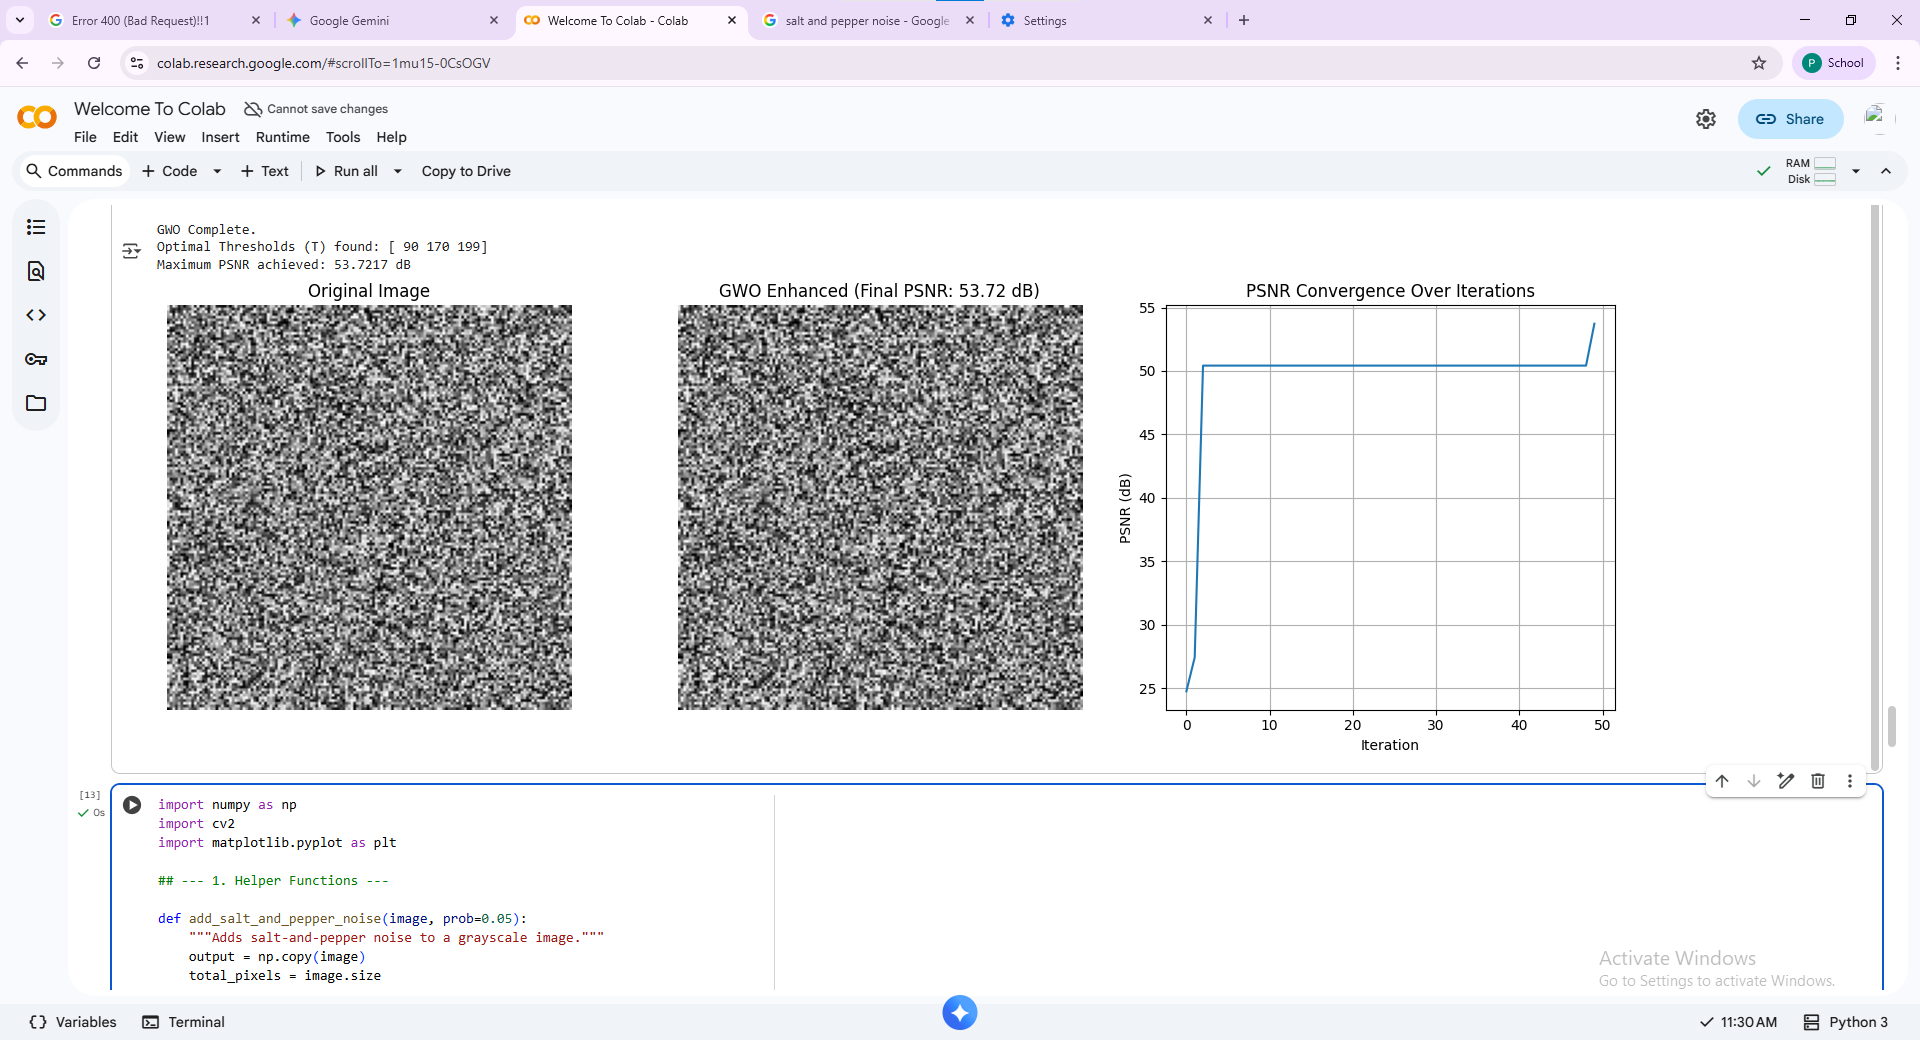 Error 400 (Bad Request)!!1
Google Gemini
Welcome To Colab - Colab
salt and pepper noise - Google
Settings
colab.research.google.com/#scrollTo=1mu15-0CsOGV
P School
Welcome To Colab
Cannot save changes
File Edit View Insert Runtime Tools Help
Share
Commands + Code + Text Run all Copy to Drive
RAM
Disk
GWO Complete.
Optimal Thresholds (T) found: [ 90 170 199]
Maximum PSNR achieved: 53.7217 dB
Original Image
GWO Enhanced (Final PSNR: 53.72 dB)
PSNR Convergence Over Iterations
55
50
45
40
35
30
25
PSNR (dB)
0 10 20 30 40 50
Iteration
[13]
0s
import numpy as np
import cv2
import matplotlib.pyplot as plt
## --- 1. Helper Functions ---
def add_salt_and_pepper_noise(image, prob=0.05):
"""Adds salt-and-pepper noise to a grayscale image."""
output = np.copy(image)
total_pixels = image.size
Activate Windows
Go to Settings to activate Windows.
Variables
Terminal
11:30 AM
Python 3